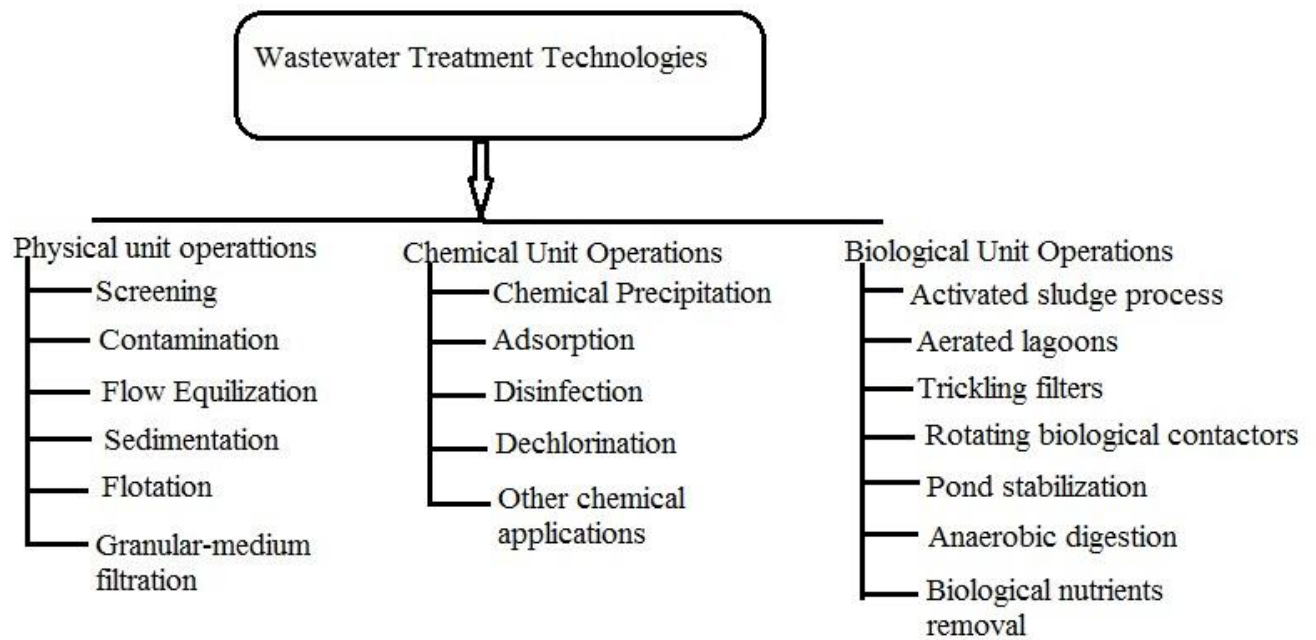 Wastewater Treatment Technologies
Physical unit operattions
Screening
Contamination
Flow Equilization
Sedimentation
Flotation
Granular-medium
filtration
Chemical Unit Operations
Chemical Precipitation
Adsorption
Disinfection
Dechlorination
Other chemical
applications
Biological Unit Operations
Activated sludge process
Aerated lagoons
Trickling filters
Rotating biological contactors
Pond stabilization
Anaerobic digestion
Biological nutrients
removal